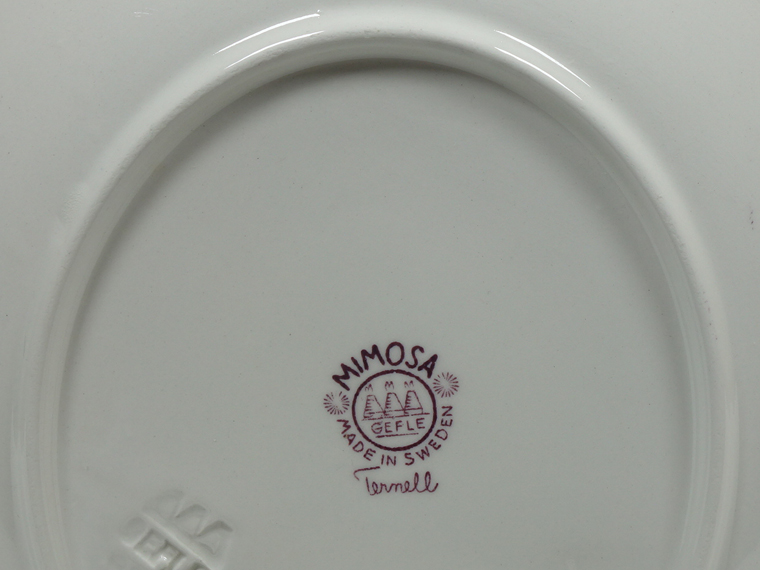 MIMOSA
GEFLE
MADE IN SWEDEN
Ternell